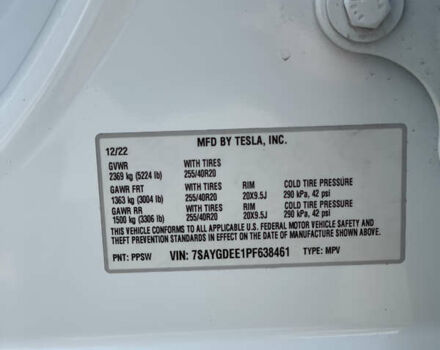 MFD BY TESLA, INC.
12/22
GVWR WITH TIRES
2369 kg (5224 lb) 255/40R20
GAWR FRT WITH TIRES RIM COLD TIRE PRESSURE
1363 kg (3004 lb) 255/40R20 20X9.5J 290 kPa, 42 psi
GAWR RR WITH TIRES RIM COLD TIRE PRESSURE
1500 kg (3306 lb) 255/40R20 20X9.5J 290 kPa, 42 psi
THIS VEHICLE CONFORMS TO ALL APPLICABLE U.S. FEDERAL MOTOR VEHICLE SAFETY
AND THEFT PREVENTION STANDARDS IN EFFECT ON THE DATE OF MANUFACTURE
SHOWN ABOVE.
PNT: PPSW VIN: 7SAYGDEE1PF638461 TYPE: MPV